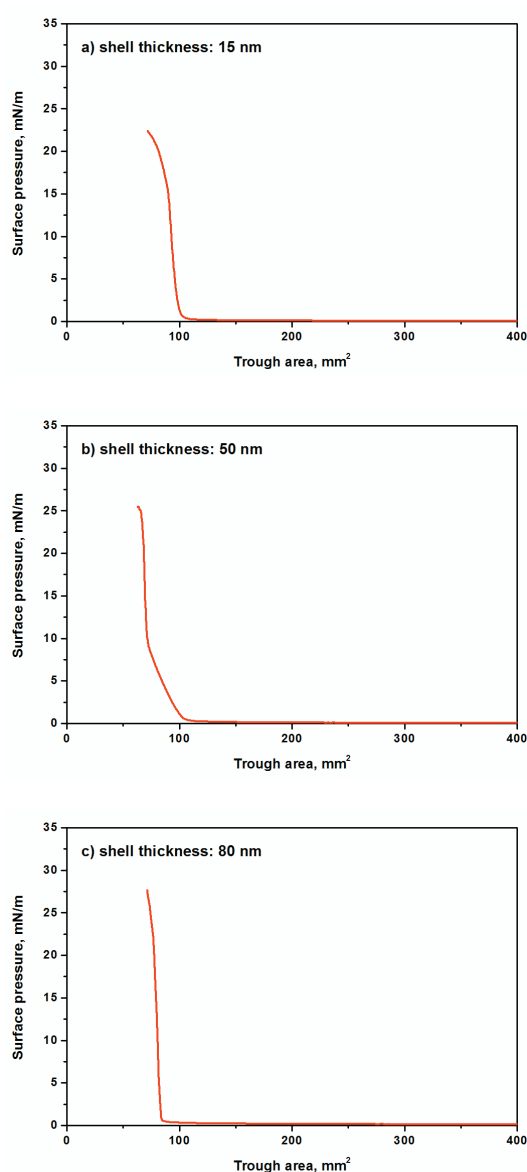 a) shell thickness: 15 nm
Surface pressure, mN/m
35
30
25
20
15
10
5
0
0 100 200 300 400
Trough area, mm²
b) shell thickness: 50 nm
Surface pressure, mN/m
35
30
25
20
15
10
5
0
0 100 200 300 400
Trough area, mm²
c) shell thickness: 80 nm
Surface pressure, mN/m
35
30
25
20
15
10
5
0
0 100 200 300 400
Trough area, mm²